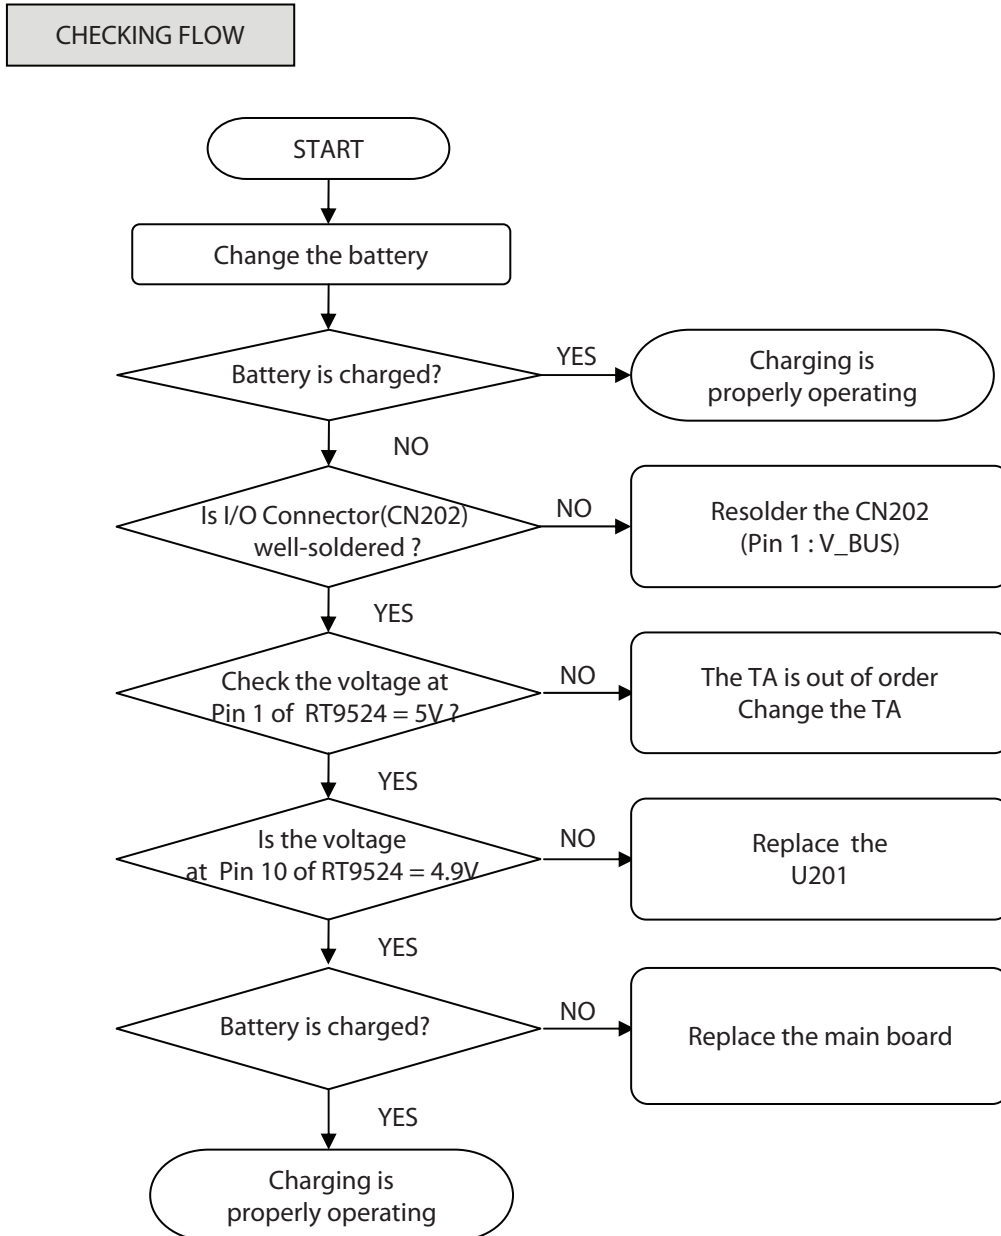 CHECKING FLOW
START
Change the battery
Battery is charged?
YES
Charging is
properly operating
NO
Is I/O Connector(CN202)
well-soldered ?
NO
Resolder the CN202
(Pin 1 : V_BUS)
YES
Check the voltage at
Pin 1 of RT9524 = 5V ?
NO
The TA is out of order
Change the TA
YES
Is the voltage
at Pin 10 of RT9524 = 4.9V
NO
Replace the
U201
YES
Battery is charged?
NO
Replace the main board
YES
Charging is
properly operating